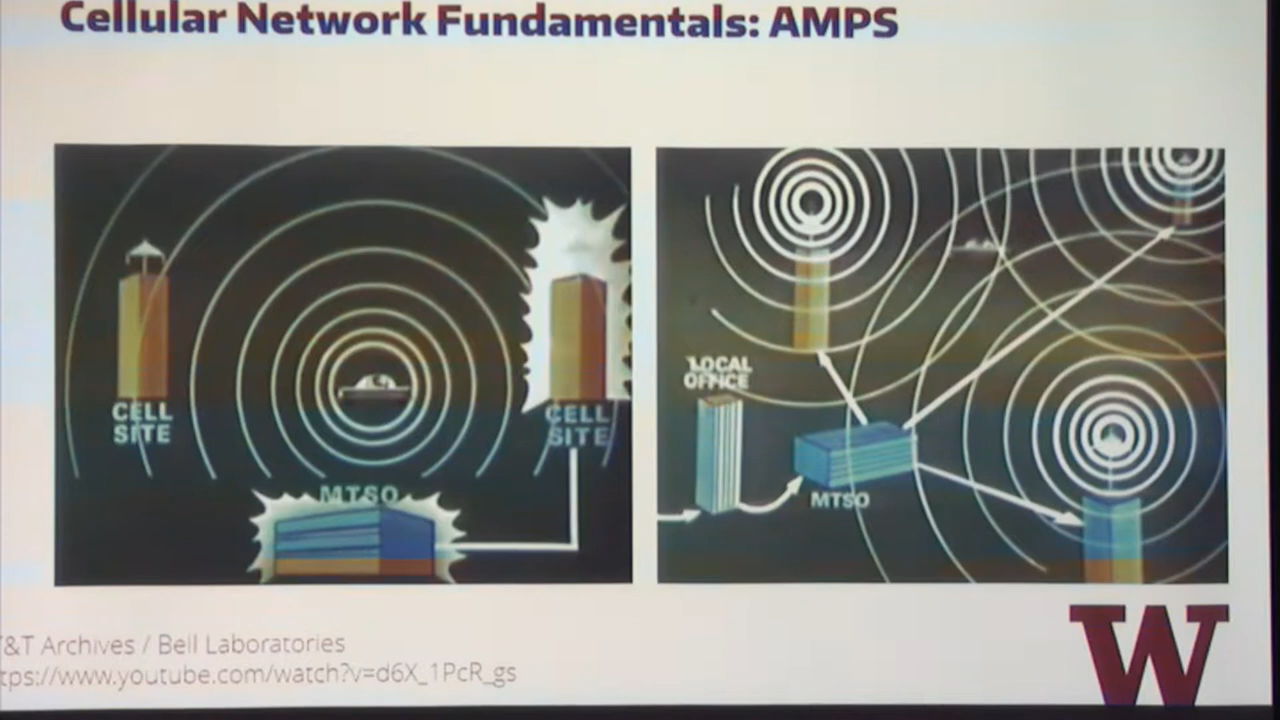 Cellular Network Fundamentals: AMPS
CELL
SITE
CELL
SITE
MTSO
LOCAL
OFFICE
MTSO
T&T Archives / Bell Laboratories
tps://www.youtube.com/watch?v=d6X_1PcR_gs
W